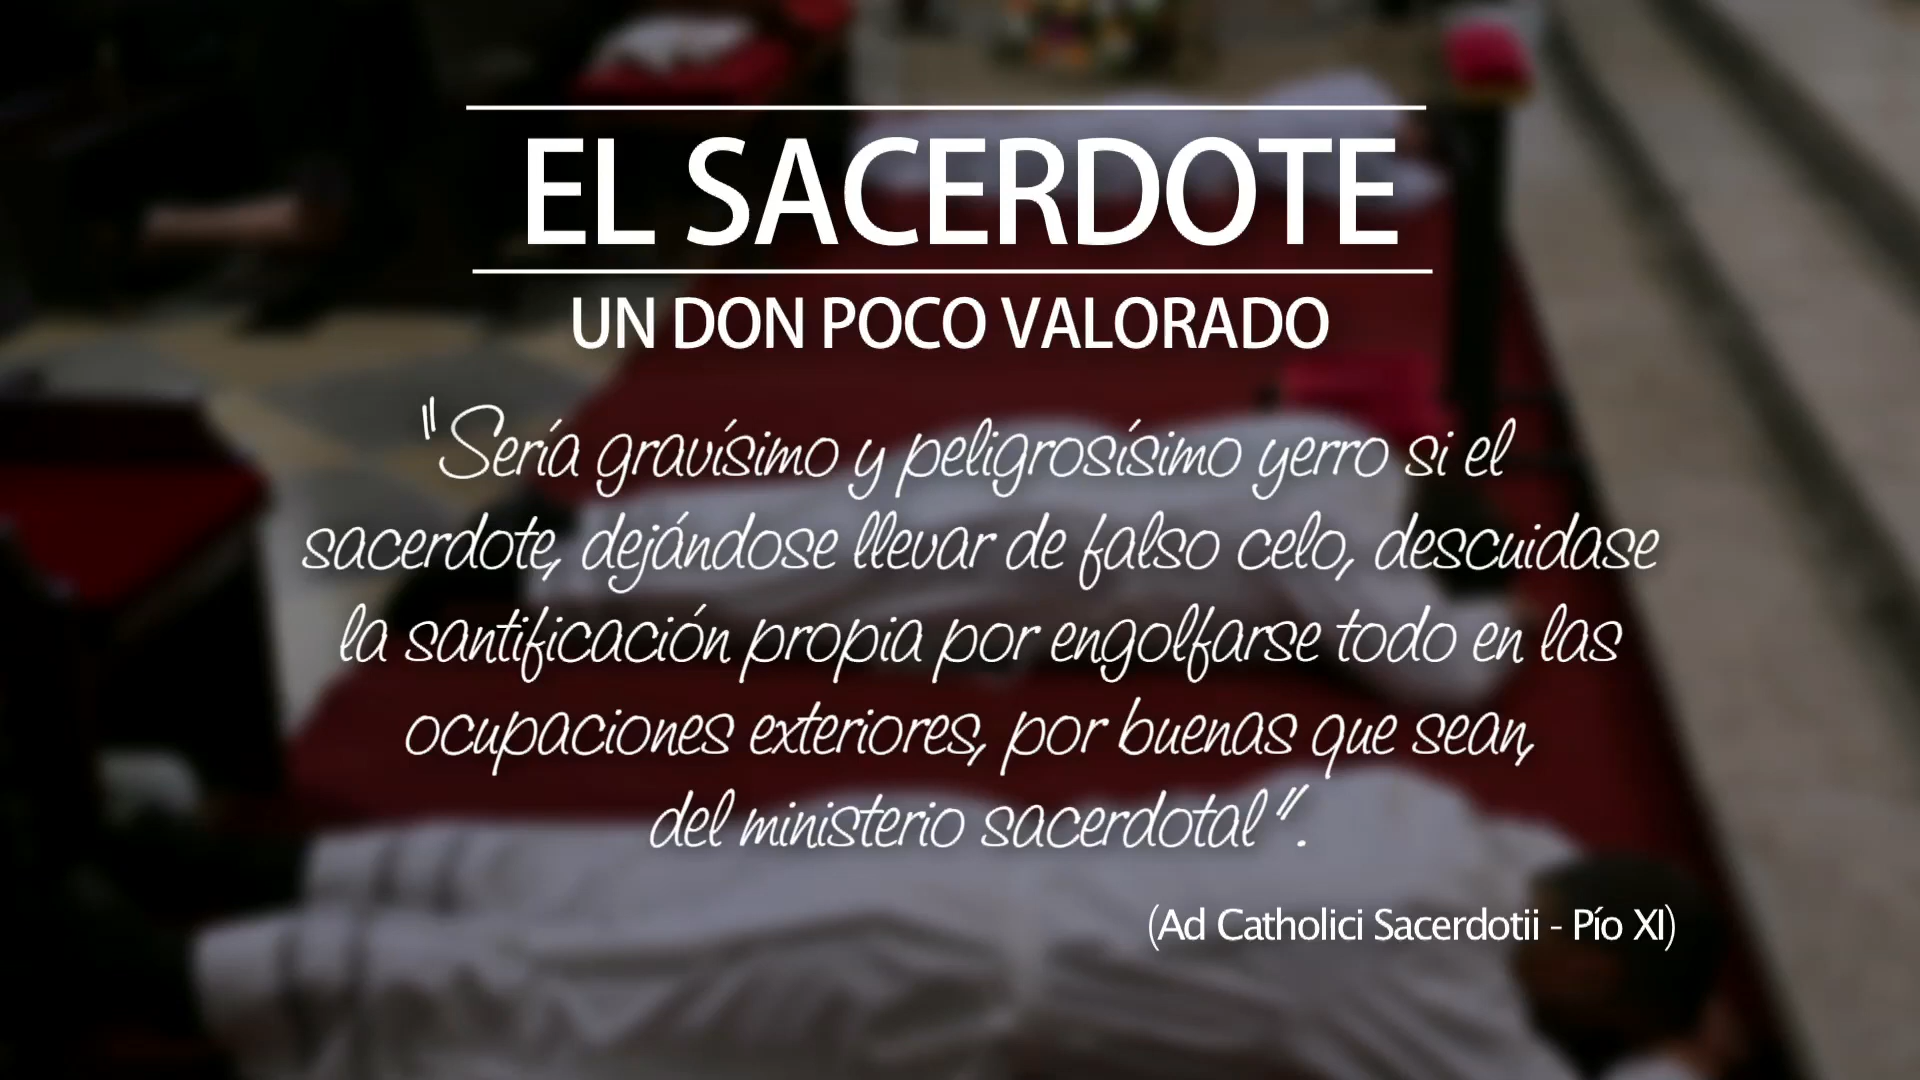 EL SACERDOTE
UN DON POCO VALORADO
"Sería gravísimo y peligrosísimo yerro si el
sacerdote, dejándose llevar de falso celo, descuidase
la santificación propia por engolfarse todo en las
ocupaciones exteriores, por buenas que sean,
del ministerio sacerdotal".
(Ad Catholici Sacerdotii - Pío XI)